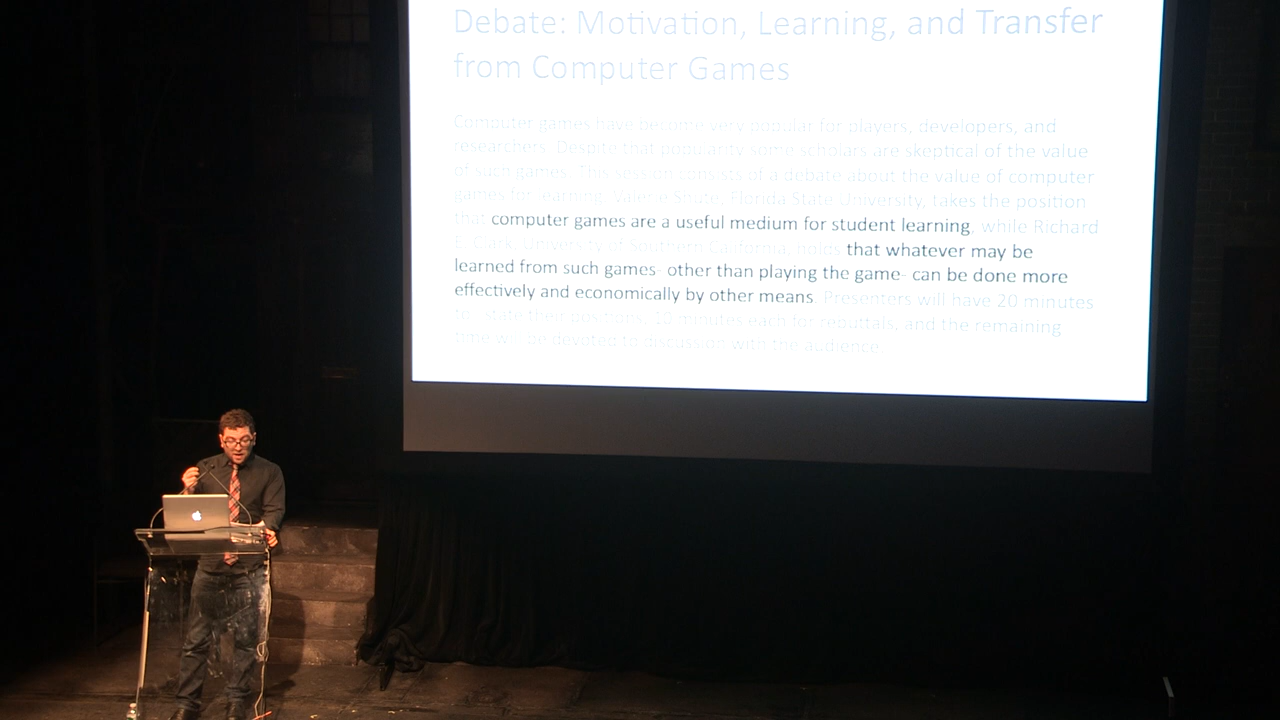 Debate: Motivation, Learning, and Transfer
from Computer Games
Computer games have become very popular for players, developers, and
researchers. Despite that popularity some scholars are skeptical of the value
of such games. This session consists of a debate about the value of computer
games for learning. Valerie Shute, Florida State University, takes the position
that computer games are a useful medium for student learning, while Richard
E. Clark, University of Southern California, holds that whatever may be
learned from such games- other than playing the game- can be done more
effectively and economically by other means. Presenters will have 20 minutes
to state their positions, 10 minutes each for rebuttals, and the remaining
time will be devoted to discussion with the audience